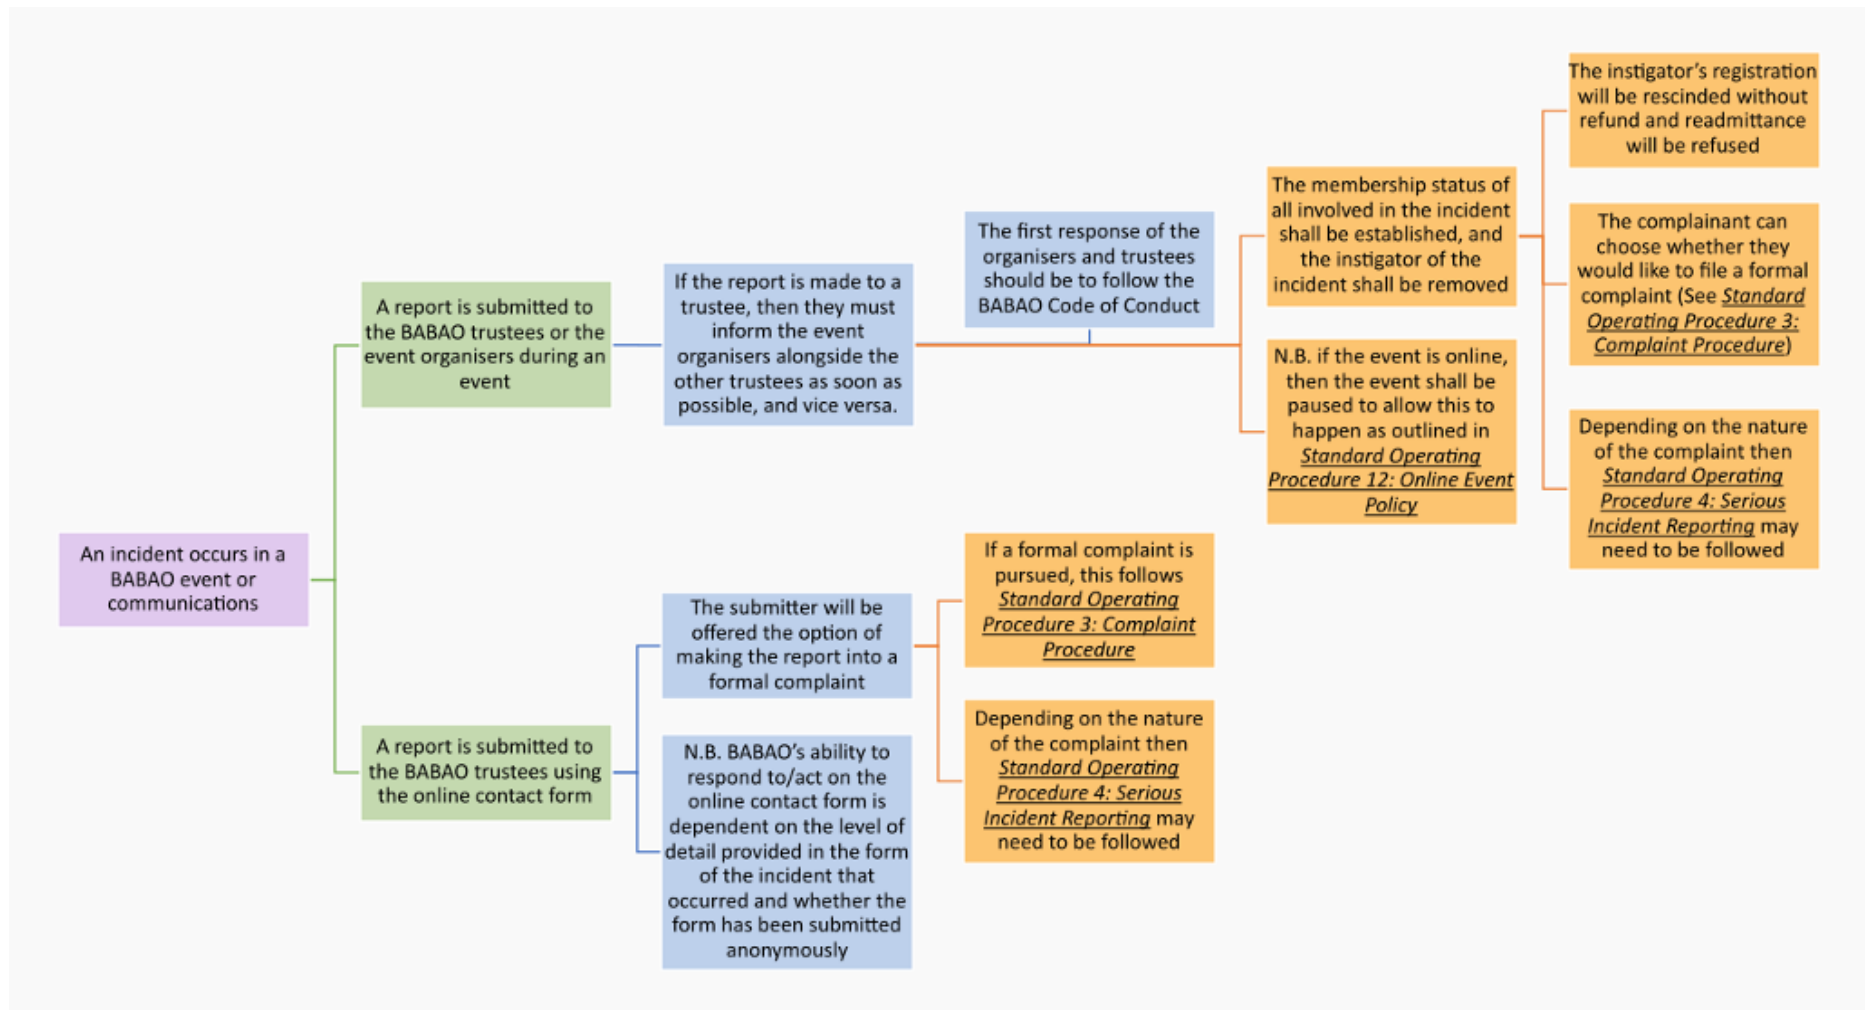 An incident occurs in a
BABAO event or
communications
A report is submitted to
the BABAO trustees or the
event organisers during an
event
If the report is made to a
trustee, then they must
inform the event
organisers alongside the
other trustees as soon as
possible, and vice versa.
The first response of the
organisers and trustees
should be to follow the
BABAO Code of Conduct
The membership status of
all involved in the incident
shall be established, and
the instigator of the
incident shall be removed
The instigator’s registration
will be rescinded without
refund and readmittance
will be refused
The complainant can
choose whether they
would like to file a formal
complaint (See Standard
Operating Procedure 3:
Complaint Procedure)
Depending on the nature
of the complaint then
Standard Operating
Procedure 4: Serious
Incident Reporting may
need to be followed
N.B. if the event is online,
then the event shall be
paused to allow this to
happen as outlined in
Standard Operating
Procedure 12: Online Event
Policy
A report is submitted to
the BABAO trustees using
the online contact form
The submitter will be
offered the option of
making the report into a
formal complaint
If a formal complaint is
pursued, this follows
Standard Operating
Procedure 3: Complaint
Procedure
Depending on the nature
of the complaint then
Standard Operating
Procedure 4: Serious
Incident Reporting may
need to be followed
N.B. BABAO’s ability to
respond to/act on the
online contact form is
dependent on the level of
detail provided in the form
of the incident that
occurred and whether the
form has been submitted
anonymously